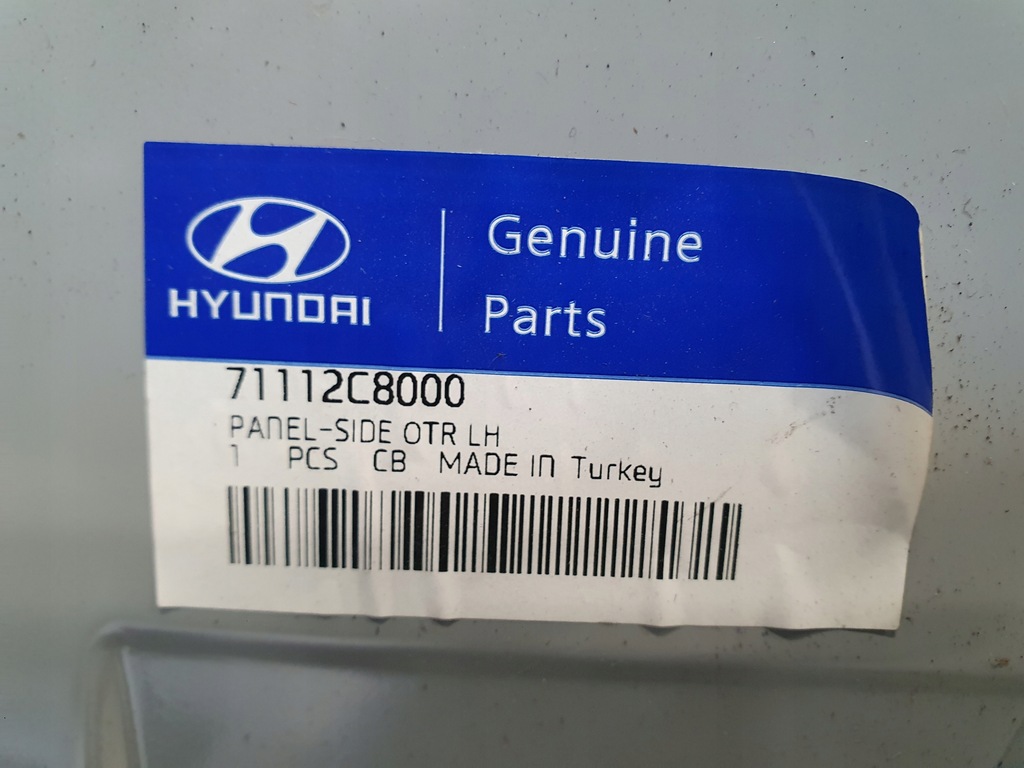 HYUNDAI
Genuine
Parts
71112C8000
PANEL-SIDE OTR LH
1 PCS CB MADE IN Turkey